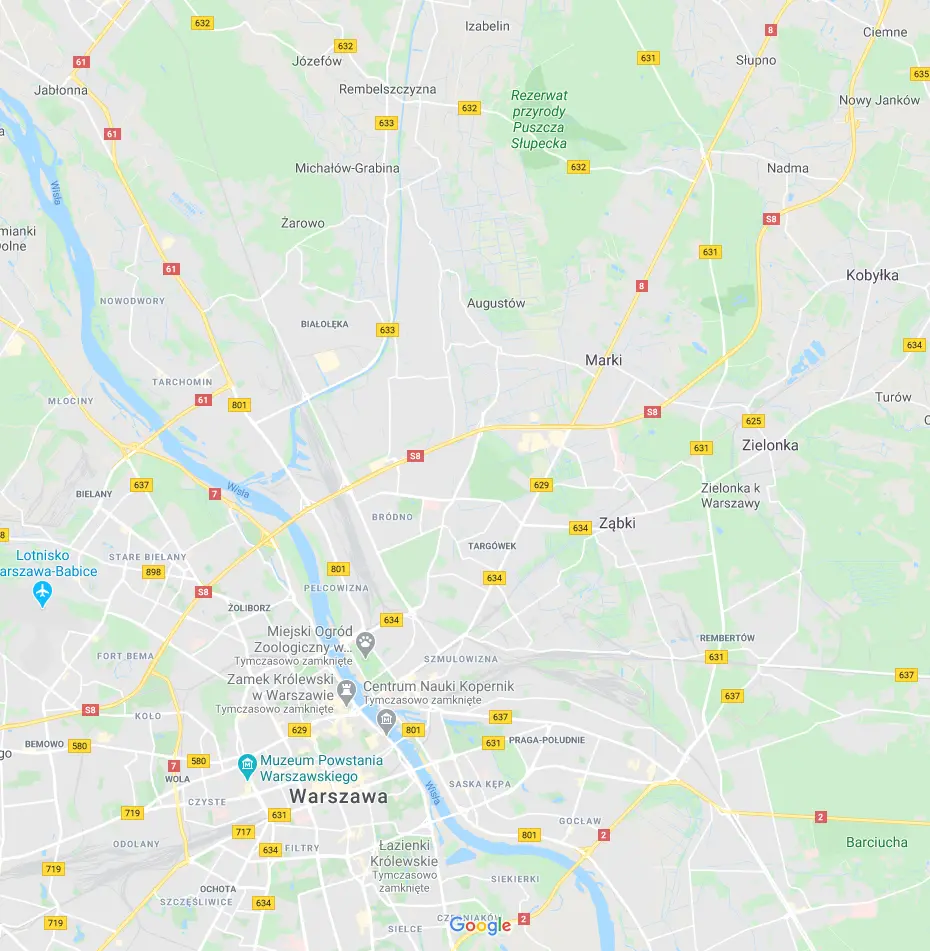 632
Izabelin
8
Ciemne
632
Józefów
61
631
Słupno
635
Jabłonna
Rembelszczyzna
632
Rezerwat
przyrody
Puszcza
Słupecka
Nowy Janków
633
61
Michałów-Grabina
632
Nadma
Wisła
Żarowo
S8
mianki
olne
631
61
Kobyłka
8
NOWODWORY
Augustów
BIAŁOŁĘKA
633
634
Marki
TARCHOMIN
61
801
MŁOCINY
Turów
S8
625
631
Zielonka
S8
637
BIELANY
7
Wisła
629
Zielonka k
Warszawy
BRÓDNO
634
Ząbki
8
TARGÓWEK
Lotnisko
arszawa-Babice
STARE BIELANY
898
801
634
PELCOWIZNA
S8
ŻOLIBORZ
634
Miejski Ogród
Zoologiczny w...
Tymczasowo zamknięte
REMBERTÓW
FORT BEMA
SZMULOWIZNA
631
637
Zamek Królewski
w Warszawie
Tymczasowo zamknięte
Centrum Nauki Kopernik
Tymczasowo zamknięte
637
S8
KOŁO
629
801
637
631
PRAGA-POŁUDNIE
BEMOWO
580
go
580
7
WOLA
Muzeum Powstania
Warszawskiego
SASKA KĘPA
Wisła
Warszawa
CZYSTE
719
631
GOCŁAW
2
717
801
2
ODOLANY
634
FILTRY
Łazienki
Królewskie
Tymczasowo
zamknięte
Barciucha
719
OCHOTA
SZCZĘŚLIWICE
634
SIEKIERKI
719
SIELCE
Google
2